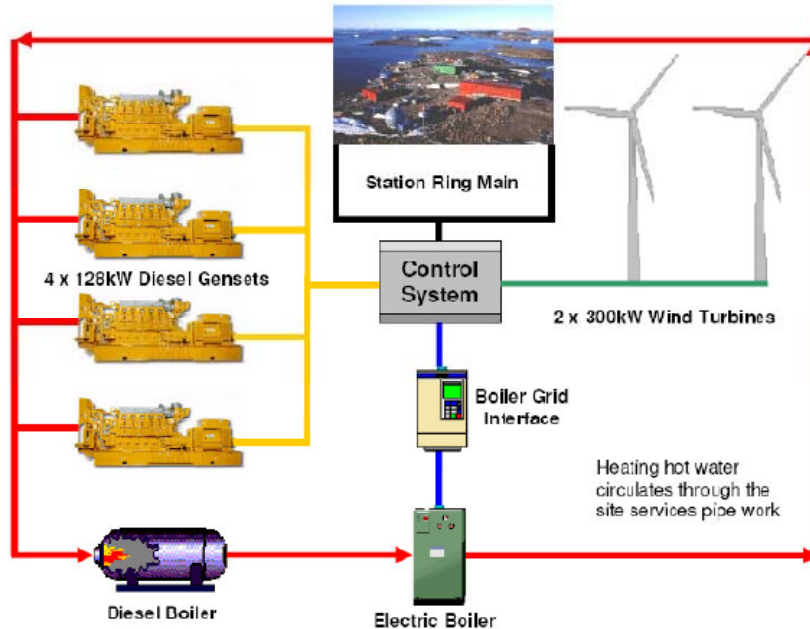 Station Ring Main
Control
System
4 x 128kW Diesel Gensets
2 x 300kW Wind Turbines
Boiler Grid
Interface
Heating hot water
circulates through the
site services pipe work
Diesel Boiler
Electric Boiler